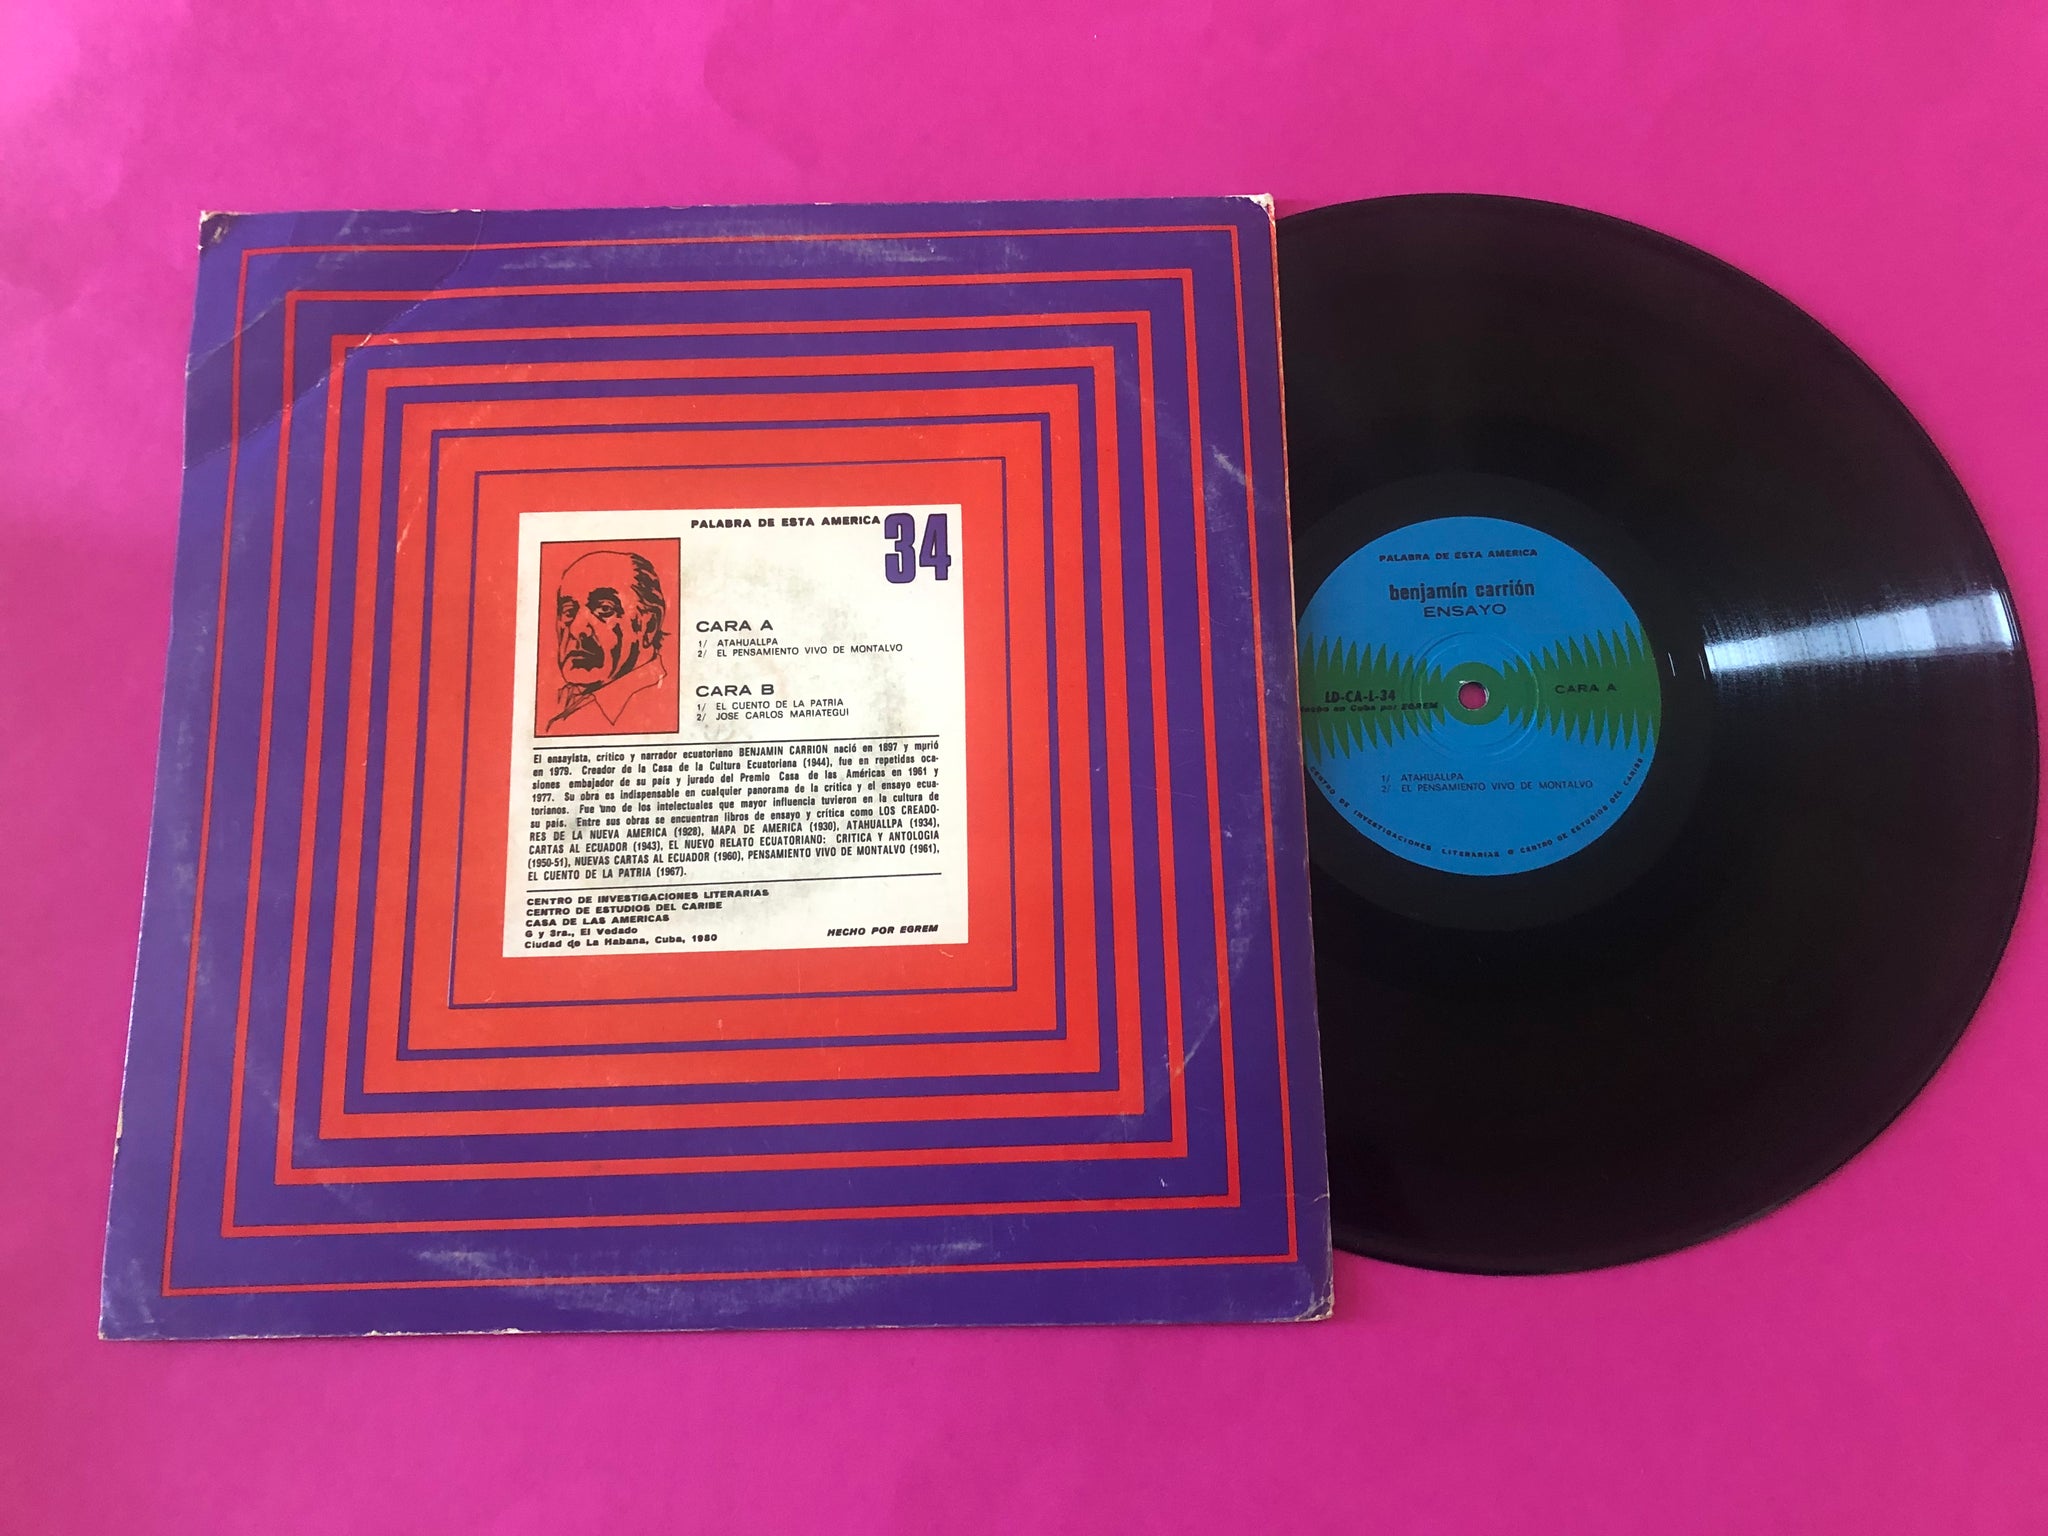 PALABRA DE ESTA AMERICA 34
CARA A
1/ ATAHUALLPA
2/ EL PENSAMIENTO VIVO DE MONTALVO
CARA B
1/ EL CUENTO DE LA PATRIA
2/ JOSE CARLOS MARIATEGUI
El ensayista, crítico y narrador ecuatoriano BENJAMIN CARRION nació en 1897 y murió
en 1979. Creador de la Casa de la Cultura Ecuatoriana (1944), fue en repetidas oca-
siones embajador de su país y jurado del Premio Casa de las Américas en 1961 y
1977. Su obra es indispensable en cualquier panorama de la crítica y el ensayo ecua-
torianos. Fue uno de los intelectuales que mayor influencia tuvieron en la cultura de
su país. Entre sus obras se encuentran libros de ensayo y crítica como LOS CREADO-
RES DE LA NUEVA AMERICA (1928), MAPA DE AMERICA (1930), ATAHUALLPA (1934),
CARTAS AL ECUADOR (1943), EL NUEVO RELATO ECUATORIANO: CRITICA Y ANTOLOGIA
(1950-51), NUEVAS CARTAS AL ECUADOR (1960), PENSAMIENTO VIVO DE MONTALVO (1961),
EL CUENTO DE LA PATRIA (1967).
CENTRO DE INVESTIGACIONES LITERARIAS
CENTRO DE ESTUDIOS DEL CARIBE
CASA DE LAS AMERICAS
G y 3ra., El Vedado
Ciudad de La Habana, Cuba, 1980
HECHO POR EGREM
PALABRA DE ESTA AMERICA
benjamín carrión
ENSAYO
LD-CA-L-34
Hecho en Cuba por EGREM
CARA A
1/ ATAHUALLPA
2/ EL PENSAMIENTO VIVO DE MONTALVO
CENTRO DE INVESTIGACIONES LITERARIAS CENTRO DE ESTUDIOS DEL CARIBE